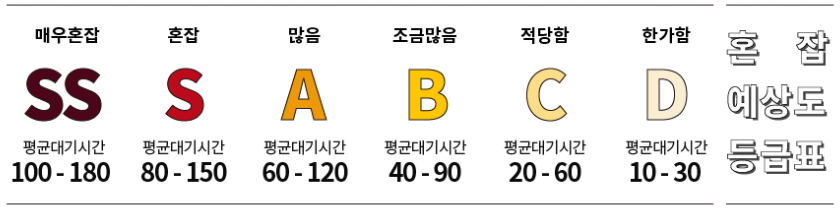 매우혼잡 혼잡 많음 조금많음 적당함 한가함
SS S A B C D
평균대기시간 평균대기시간 평균대기시간 평균대기시간 평균대기시간 평균대기시간
100 - 180 80 - 150 60 - 120 40 - 90 20 - 60 10 - 30
혼 잡
예상도
등급표